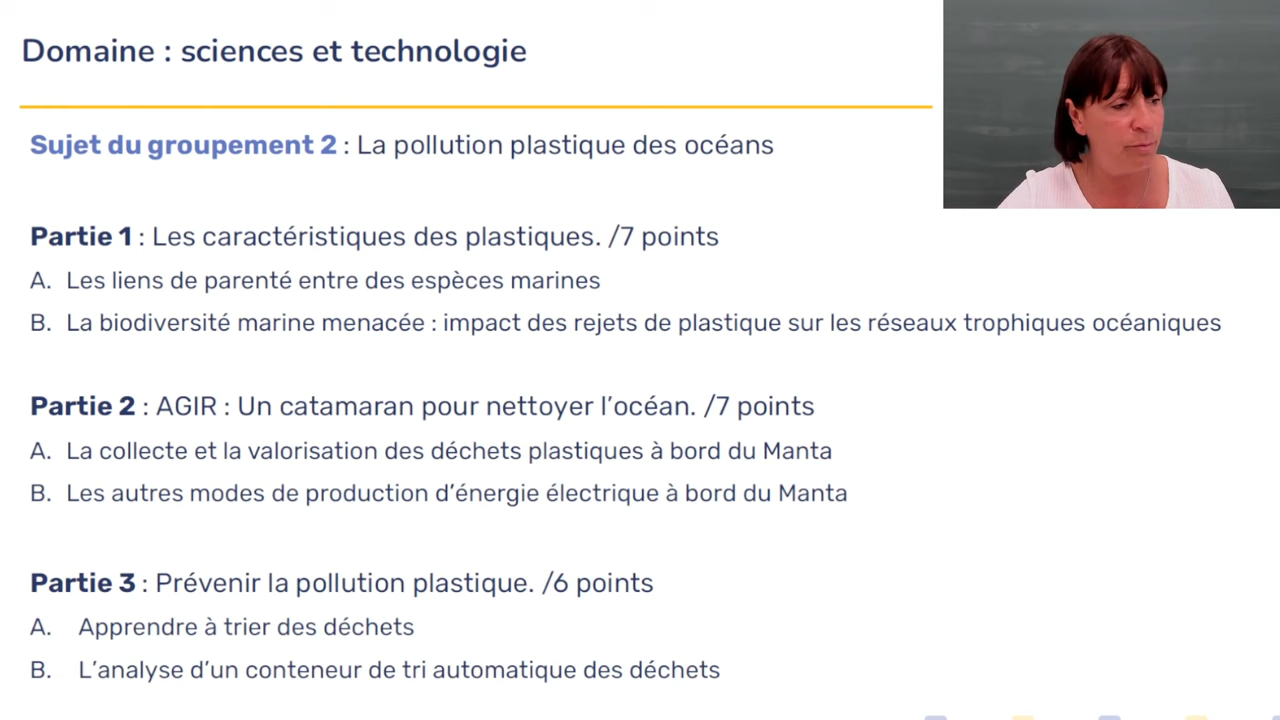 Domaine : sciences et technologie
Sujet du groupement 2 : La pollution plastique des océans
Partie 1 : Les caractéristiques des plastiques. /7 points
A. Les liens de parenté entre des espèces marines
B. La biodiversité marine menacée : impact des rejets de plastique sur les réseaux trophiques océaniques
Partie 2 : AGIR : Un catamaran pour nettoyer l’océan. /7 points
A. La collecte et la valorisation des déchets plastiques à bord du Manta
B. Les autres modes de production d’énergie électrique à bord du Manta
Partie 3 : Prévenir la pollution plastique. /6 points
A. Apprendre à trier des déchets
B. L’analyse d’un conteneur de tri automatique des déchets